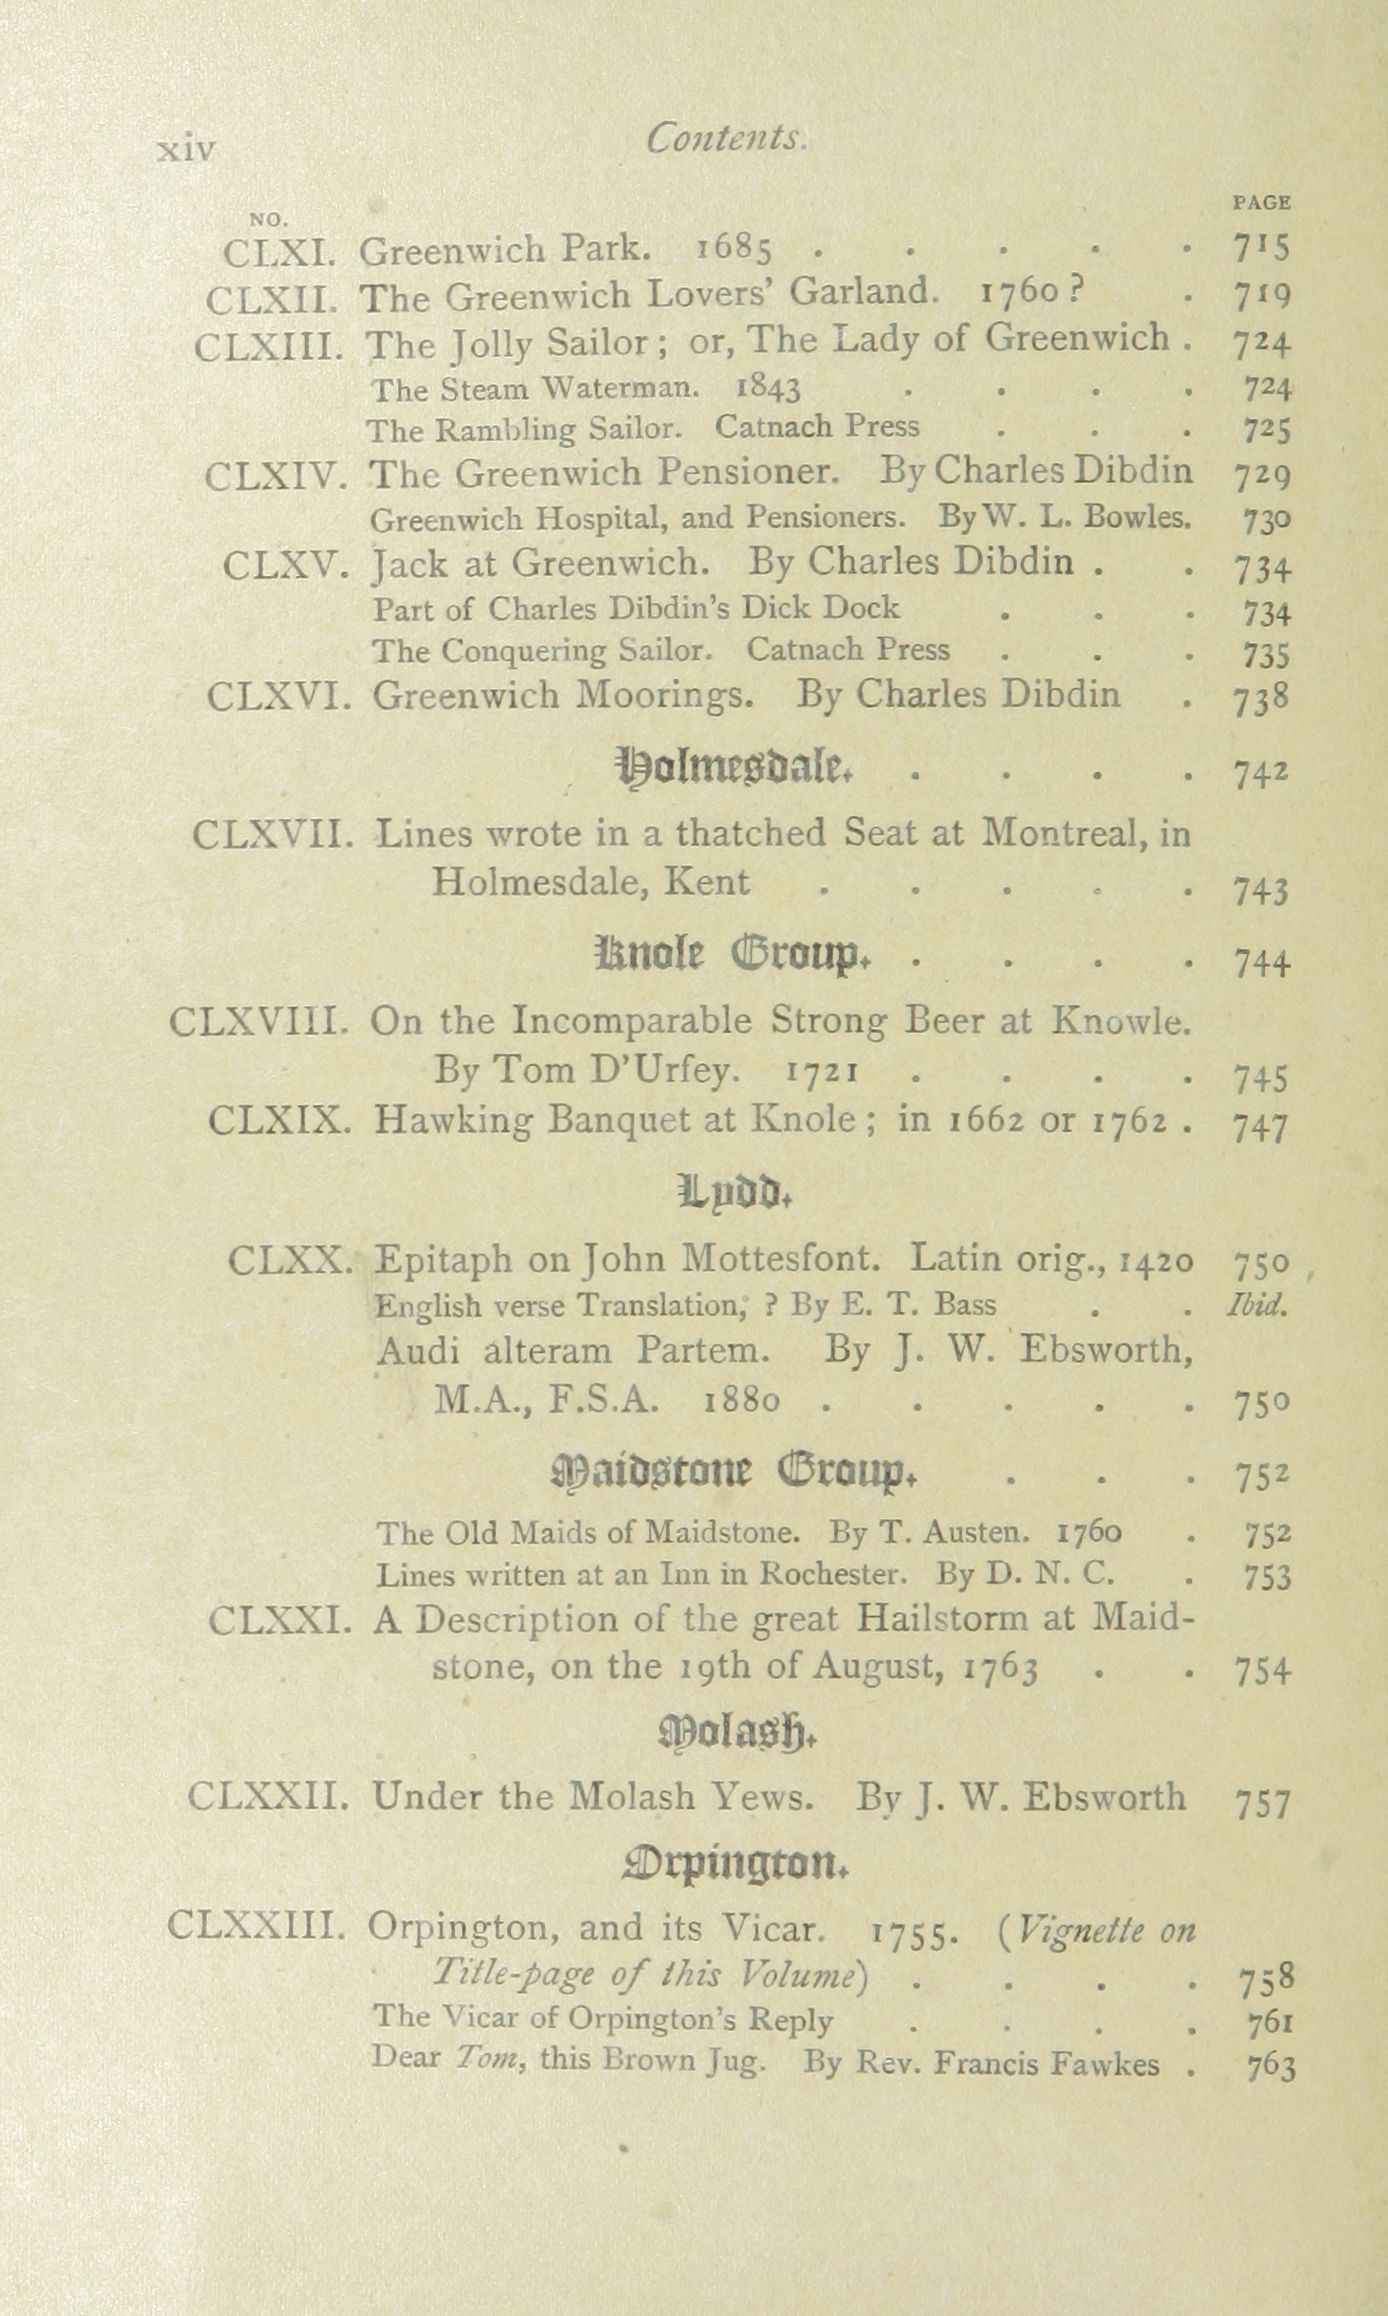 xiv Contents.
NO. PAGE
CLXI. Greenwich Park. 1685 . . . . . 715
CLXII. The Greenwich Lovers' Garland. 1760? . 719
CLXIII. The Jolly Sailor; or, The Lady of Greenwich . 724
The Steam Waterman. 1843 . . . . 724
The Rambling Sailor. Catnach Press . . . 725
CLXIV. The Greenwich Pensioner. By Charles Dibdin 729
Greenwich Hospital, and Pensioners. By W. L. Bowles. 730
CLXV. Jack at Greenwich. By Charles Dibdin . . 734
Part of Charles Dibdin's Dick Dock . . . 734
The Conquering Sailor. Catnach Press . . . 735
CLXVI. Greenwich Moorings. By Charles Dibdin . 738
Holmesdale. . . . . 742
CLXVII. Lines wrote in a thatched Seat at Montreal, in
Holmesdale, Kent . . . . . 743
Knole Group. . . . . 744
CLXVIII. On the Incomparable Strong Beer at Knowle.
By Tom D'Urfey. 1721 . . . . 745
CLXIX. Hawking Banquet at Knole; in 1662 or 1762 . 747
Lydd.
CLXX. Epitaph on John Mottesfont. Latin orig., 1420 750
English verse Translation, ? By E. T. Bass . . Ibid.
Audi alteram Partem. By J. W. Ebsworth,
M.A., F.S.A. 1880 . . . . . 750
Maidstone Group. . . . 752
The Old Maids of Maidstone. By T. Austen. 1760 . 752
Lines written at an Inn in Rochester. By D. N. C. . 753
CLXXI. A Description of the great Hailstorm at Maid-
stone, on the 19th of August, 1763 . . 754
Molash.
CLXXII. Under the Molash Yews. By J. W. Ebsworth 757
Orpington.
CLXXIII. Orpington, and its Vicar. 1755. (Vignette on
Title-page of this Volume) . . . . 758
The Vicar of Orpington's Reply . . . . 761
Dear Tom, this Brown Jug. By Rev. Francis Fawkes . 763